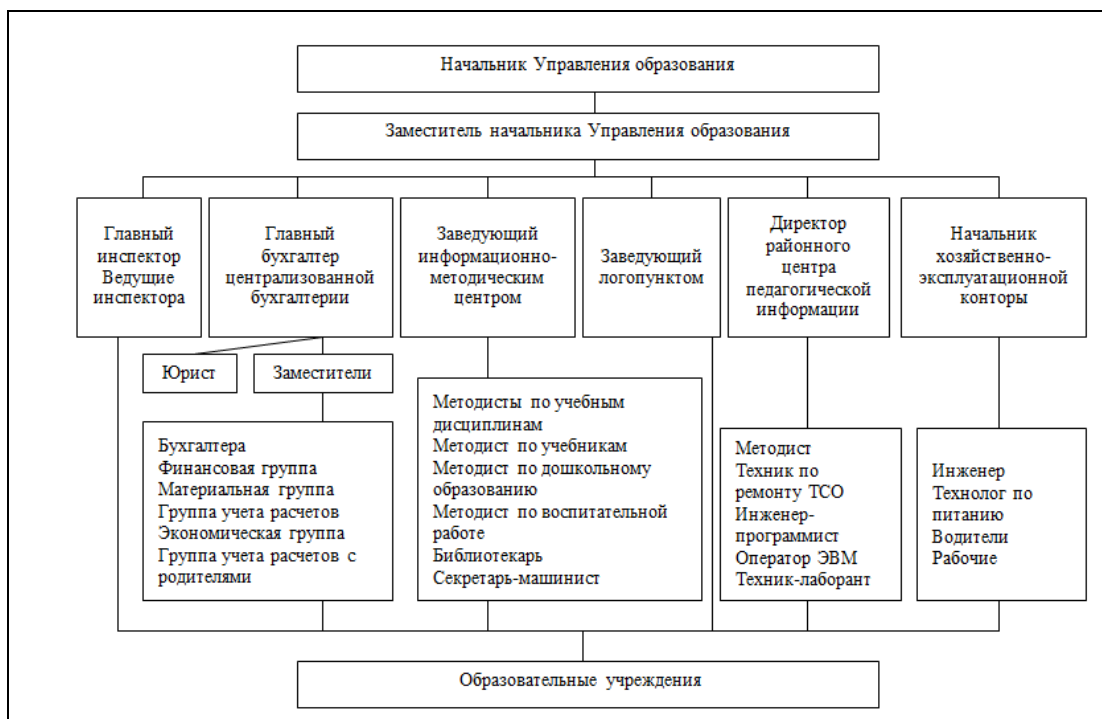 Начальник Управления образования
Заместитель начальника Управления образования
Главный
инспектор
Ведущие
инспектора
Главный
бухгалтер
централизованной
бухгалтерии
Заведующий
информационно-
методическим
центром
Заведующий
логопунктом
Директор
районного
центра
педагогической
информации
Начальник
хозяйственно-
эксплуатационной
конторы
Юрист
Заместители
Бухгалтера
Финансовая группа
Материальная группа
Группа учета расчетов
Экономическая группа
Группа учета расчетов с
родителями
Методисты по учебным
дисциплинам
Методист по учебникам
Методист по дошкольному
образованию
Методист по воспитательной
работе
Библиотекарь
Секретарь-машинист
Методист
Техник по
ремонту ТСО
Инженер-
программист
Оператор ЭВМ
Техник-лаборант
Инженер
Технолог по
питанию
Водители
Рабочие
Образовательные учреждения